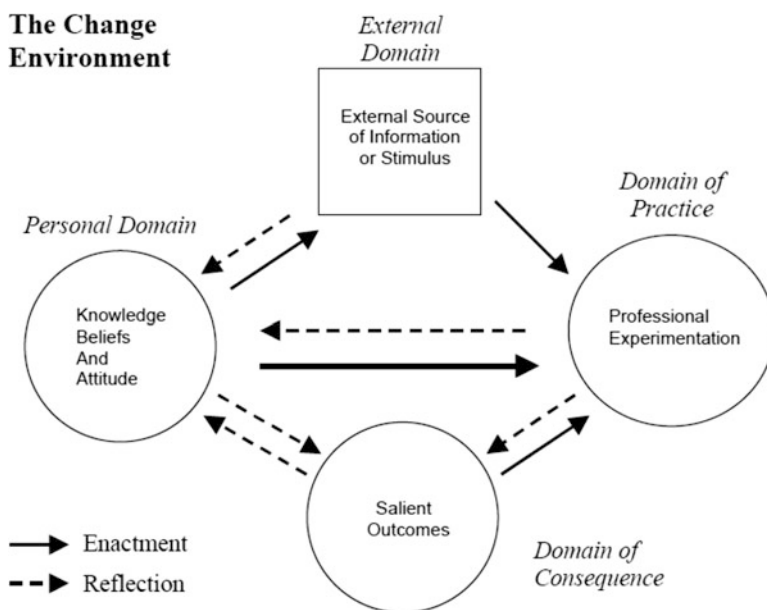 The Change
Environment
External
Domain
External Source
of Information
or Stimulus
Domain of
Practice
Personal Domain
Knowledge
Beliefs
And
Attitude
Professional
Experimentation
Salient
Outcomes
Enactment
Reflection
Domain of
Consequence